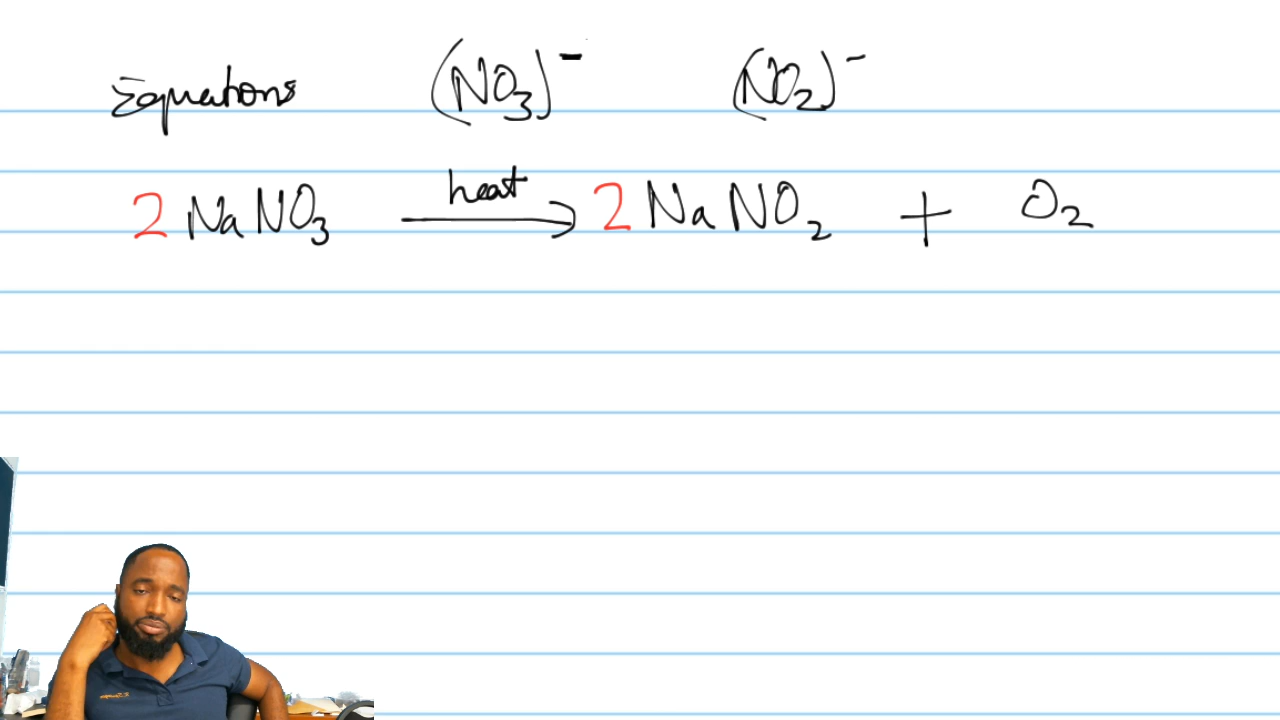 Equations (NO₃)⁻ (NO₂)⁻
heat
2 NaNO₃ → 2 NaNO₂ + O₂